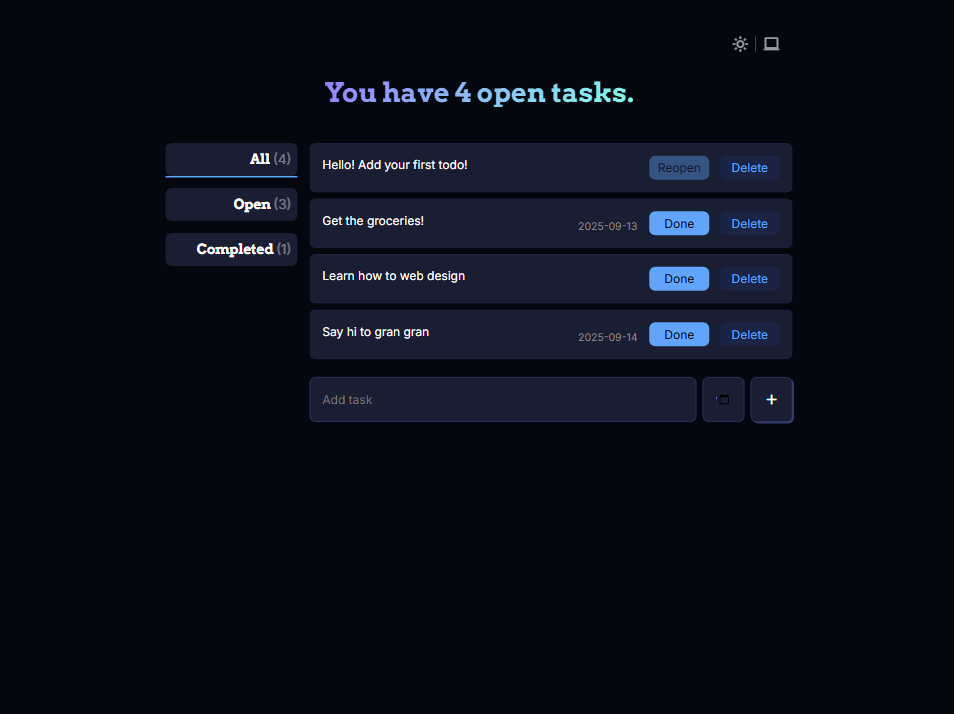 You have 4 open tasks.
All (4)
Open (3)
Completed (1)
Hello! Add your first todo! Reopen Delete
Get the groceries! 2025-09-13 Done Delete
Learn how to web design Done Delete
Say hi to gran gran 2025-09-14 Done Delete
Add task +